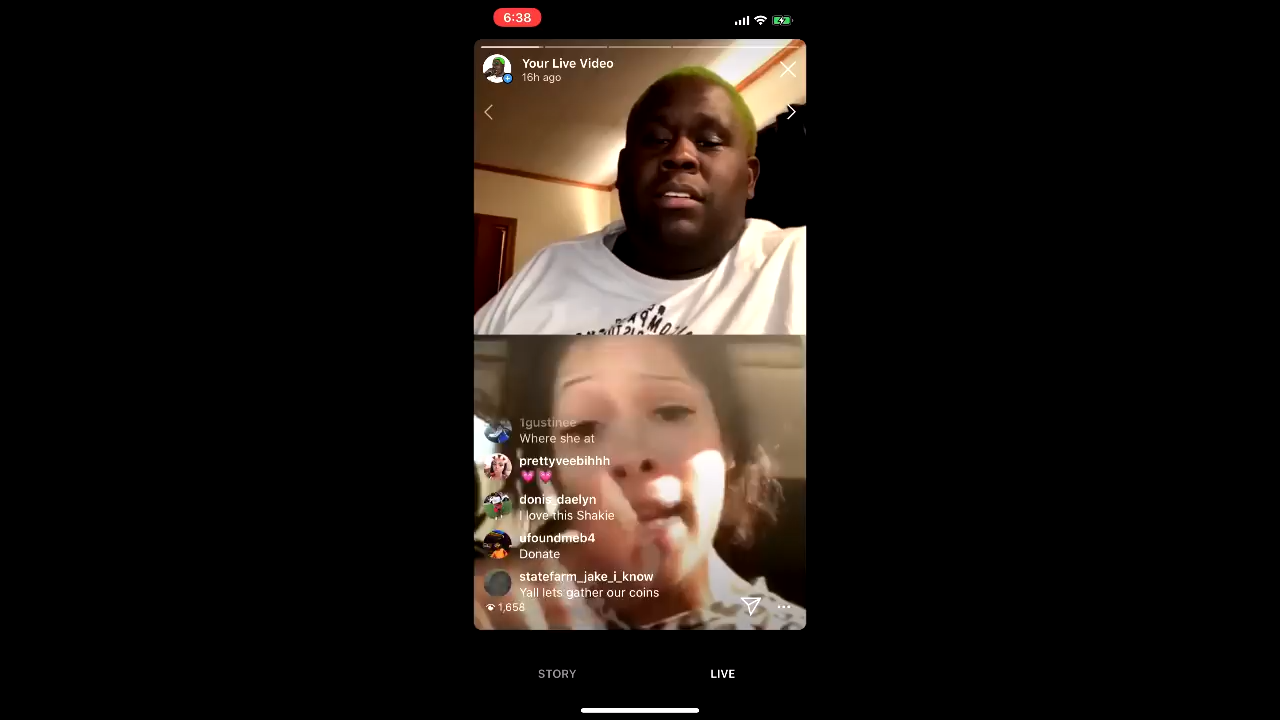 6:38
Your Live Video
16h ago
1gustinee
Where she at
prettyveebihhh
donis_daelyn
I love this Shakie
ufoundmeb4
Donate
statefarm_jake_i_know
Yall lets gather our coins
1,658
STORY
LIVE